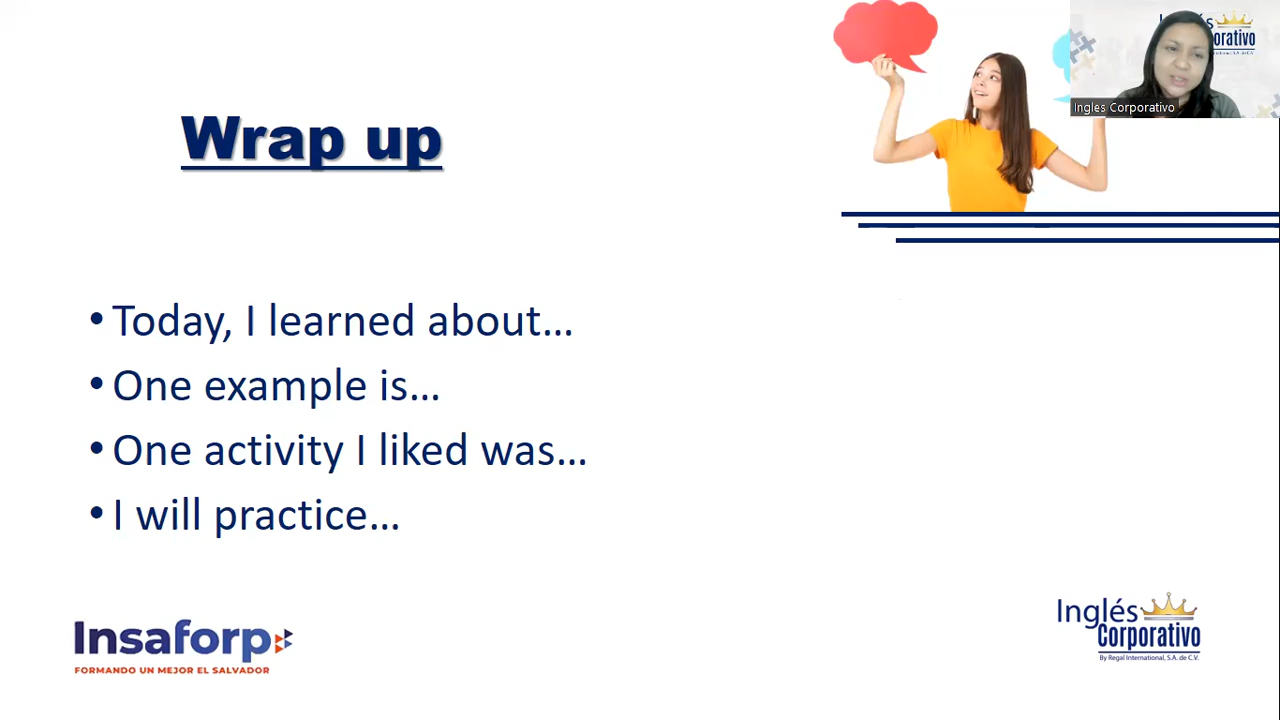 Wrap up
Ingles Corporativo
• Today, I learned about…
• One example is…
• One activity I liked was…
• I will practice…
Insaforp
FORMANDO UN MEJOR EL SALVADOR
Inglés
Corporativo
By Regal International, S.A. de C.V.